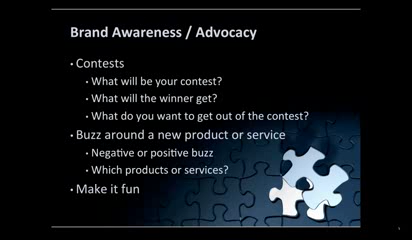 Brand Awareness / Advocacy
• Contests
• What will be your contest?
• What will the winner get?
• What do you want to get out of the contest?
• Buzz around a new product or service
• Negative or positive buzz
• Which products or services?
• Make it fun